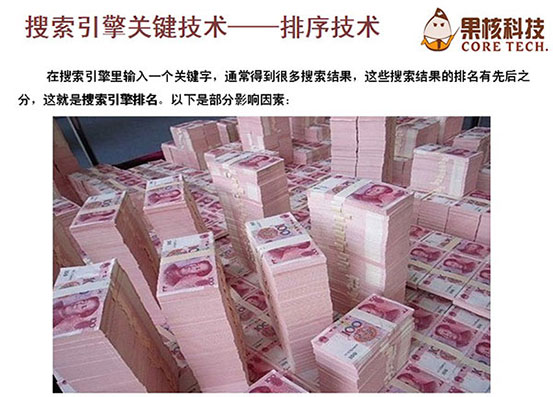 搜索引擎关键技术——排序技术
果核科技
CORE TECH.
在搜索引擎里输入一个关键字，通常得到很多搜索结果，这些搜索结果的排名有先后之
分，这就是搜索引擎排名。以下是部分影响因素：
100
100
100